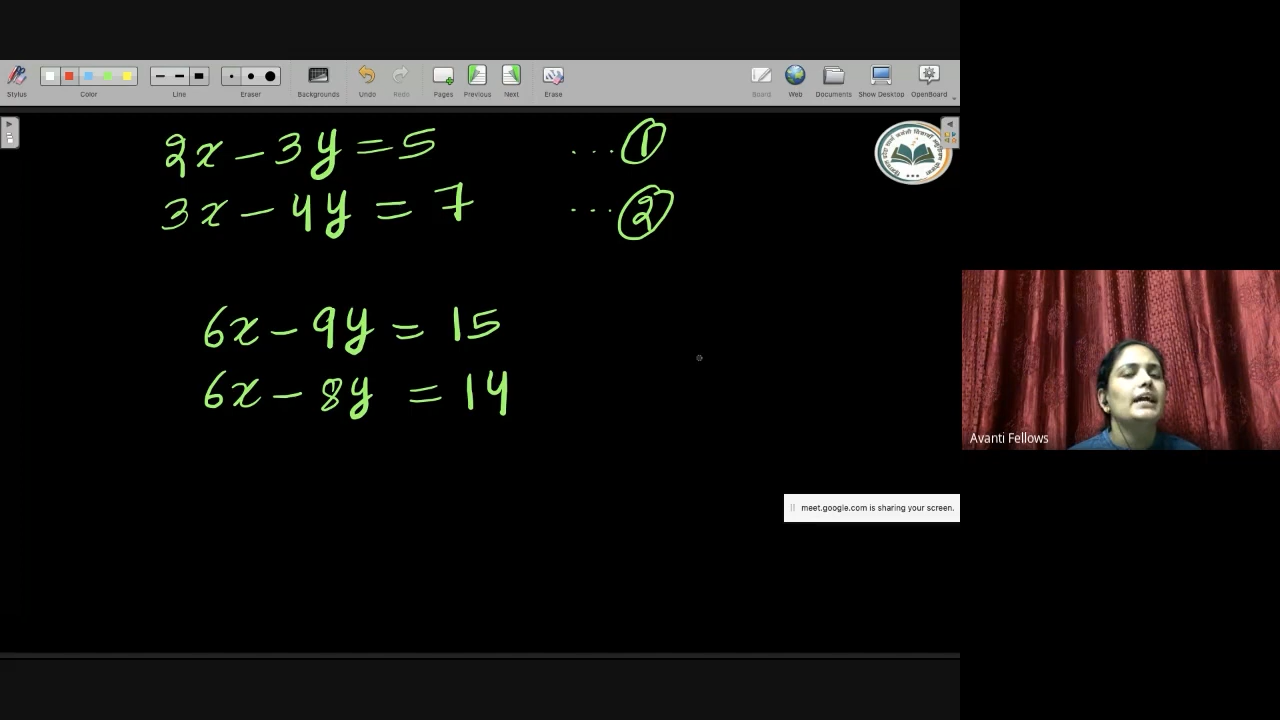 Stylus Color Line Eraser Backgrounds Undo Redo Pages Previous Next Erase Board Web Documents Show Desktop OpenBoard
2x - 3y = 5 ... ①
3x - 4y = 7 ... ②
6x - 9y = 15
6x - 8y = 14
Avanti Fellows
meet.google.com is sharing your screen.